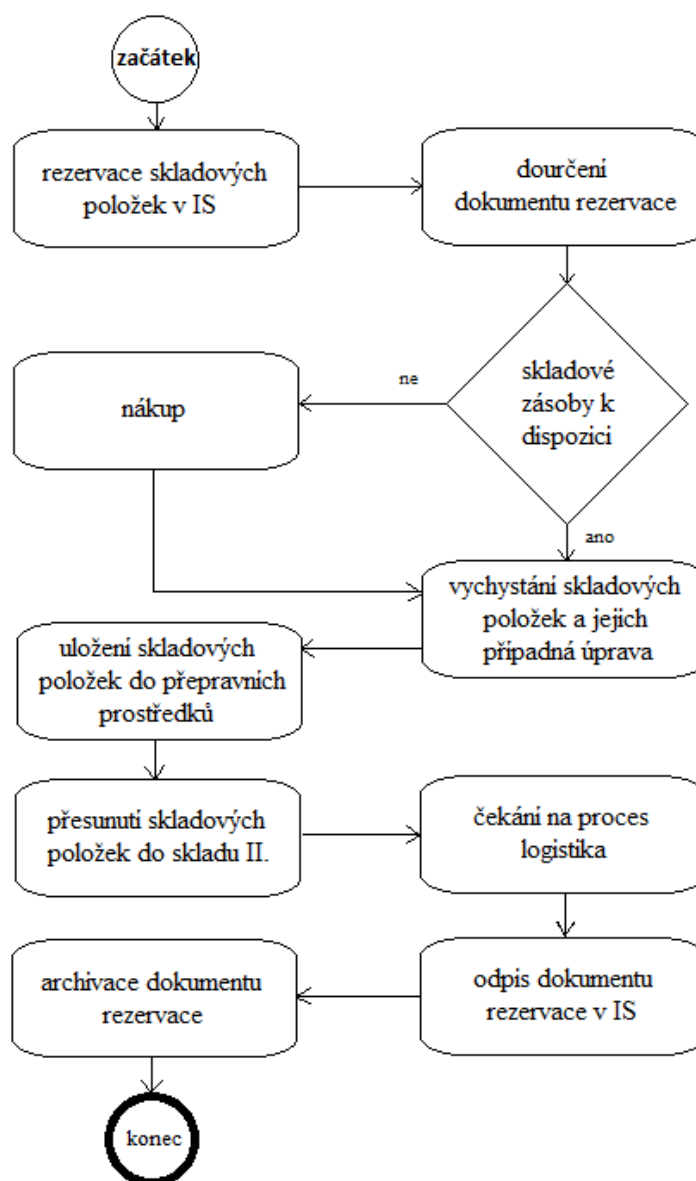 začátek
rezervace skladových
položek v IS
dourčení
dokumentu rezervace
skladové
zásoby k
dispozici
ne
nákup
ano
vychystání skladových
položek a jejich
případná úprava
uložení skladových
položek do přepravních
prostředků
přesunutí skladových
položek do skladu II.
čekání na proces
logistika
odpis dokumentu
rezervace v IS
archivace dokumentu
rezervace
konec